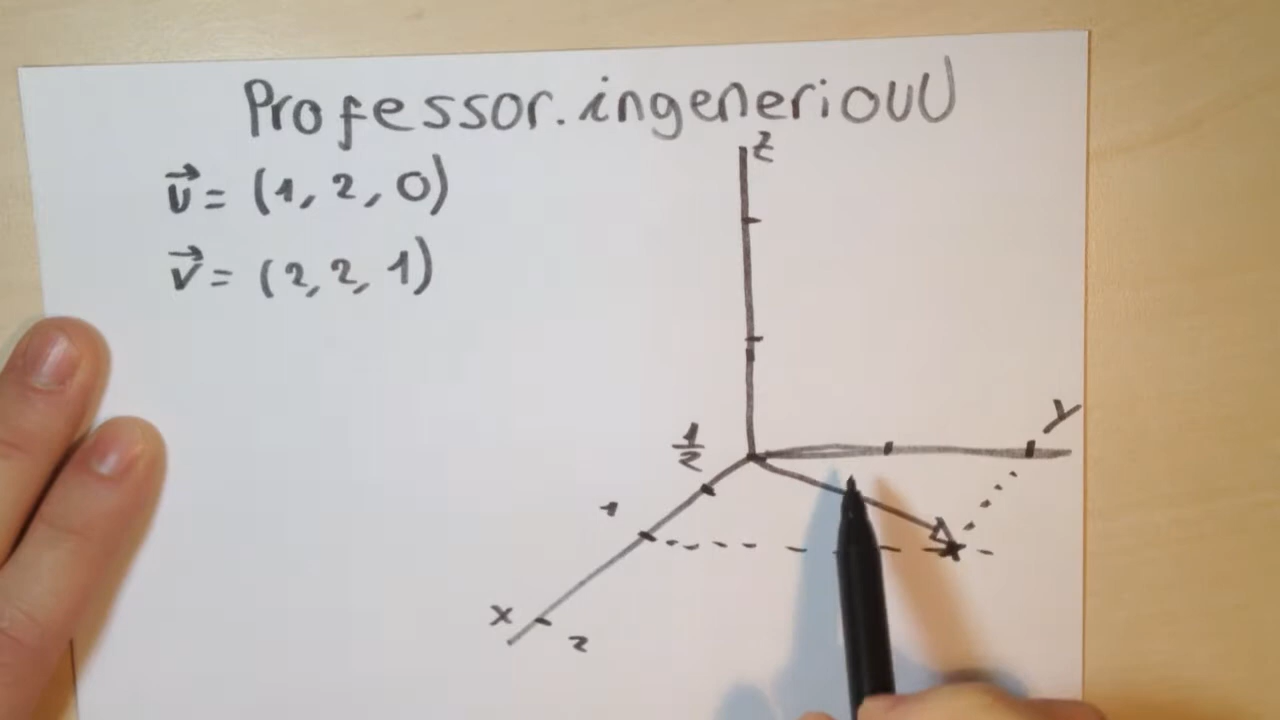 Professor.ingeneriouU
z
u⃗ = (1, 2, 0)
v⃗ = (2, 2, 1)
y
1/2
1
x
2